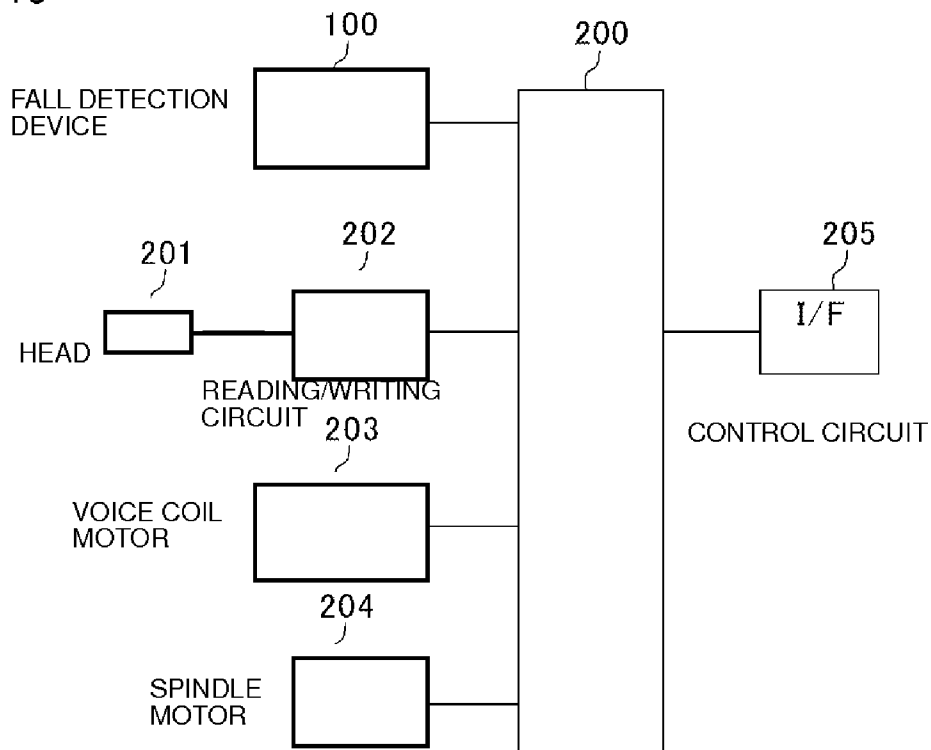 100
200
FALL DETECTION
DEVICE
202
205
201
I/F
HEAD
READING/WRITING
CIRCUIT
203
CONTROL CIRCUIT
VOICE COIL
MOTOR
204
SPINDLE
MOTOR